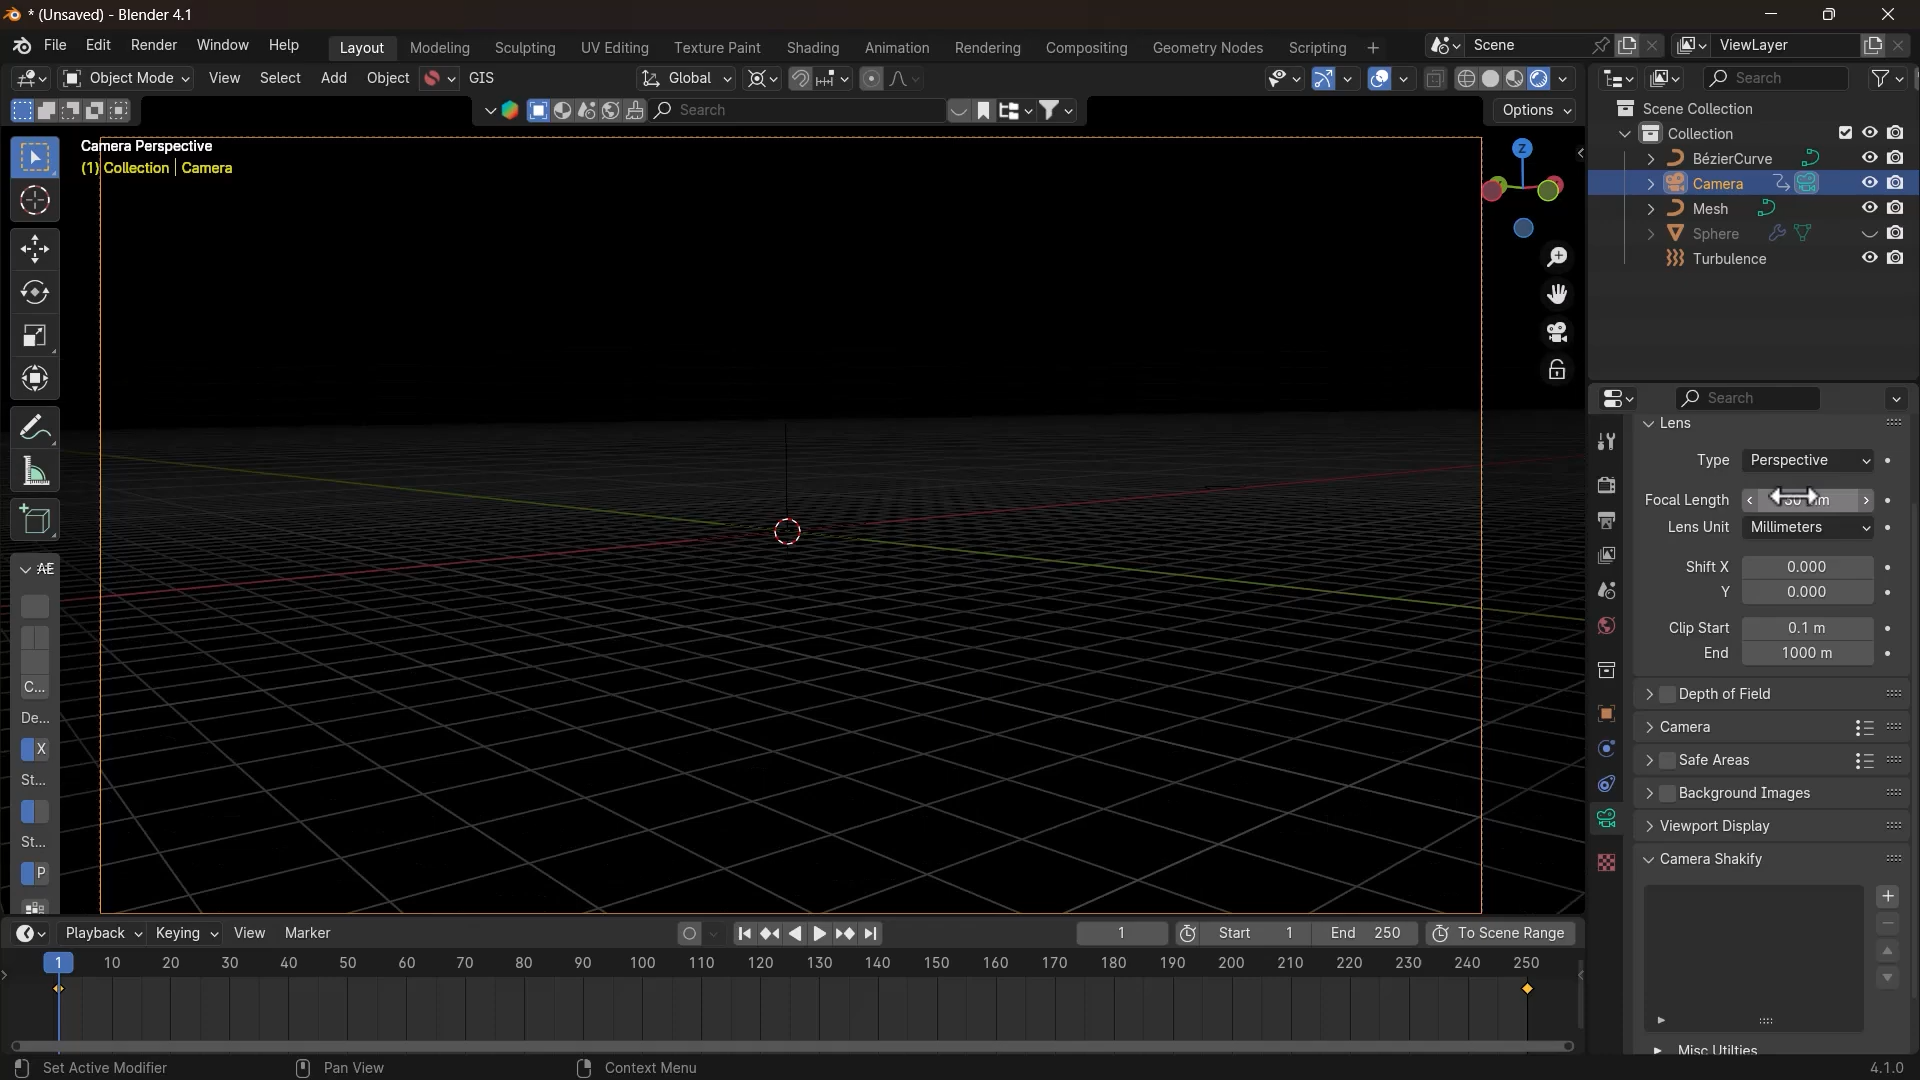 * (Unsaved) - Blender 4.1
File Edit Render Window Help Layout Modeling Sculpting UV Editing Texture Paint Shading Animation Rendering Compositing Geometry Nodes Scripting + Scene ViewLayer
Object Mode View Select Add Object GIS Global Search
Search Options
Camera Perspective
(1) Collection | Camera
Z
Scene Collection
Collection
BézierCurve
Camera
Mesh
Sphere
Turbulence
Search
Lens
Type Perspective
Focal Length
Lens Unit Millimeters
Shift X 0.000
Y 0.000
Clip Start 0.1 m
End 1000 m
Depth of Field
Camera
Safe Areas
Background Images
Viewport Display
Camera Shakify
Misc Utilties
AE
C...
De...
X
St...
St...
P
Playback Keying View Marker 1 Start 1 End 250 To Scene Range
1 10 20 30 40 50 60 70 80 90 100 110 120 130 140 150 160 170 180 190 200 210 220 230 240 250
Set Active Modifier Pan View Context Menu 4.1.0